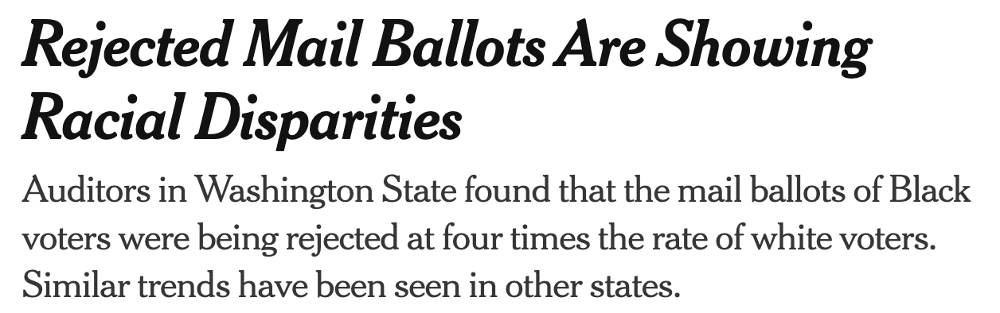 Rejected Mail Ballots Are Showing
Racial Disparities
Auditors in Washington State found that the mail ballots of Black
voters were being rejected at four times the rate of white voters.
Similar trends have been seen in other states.